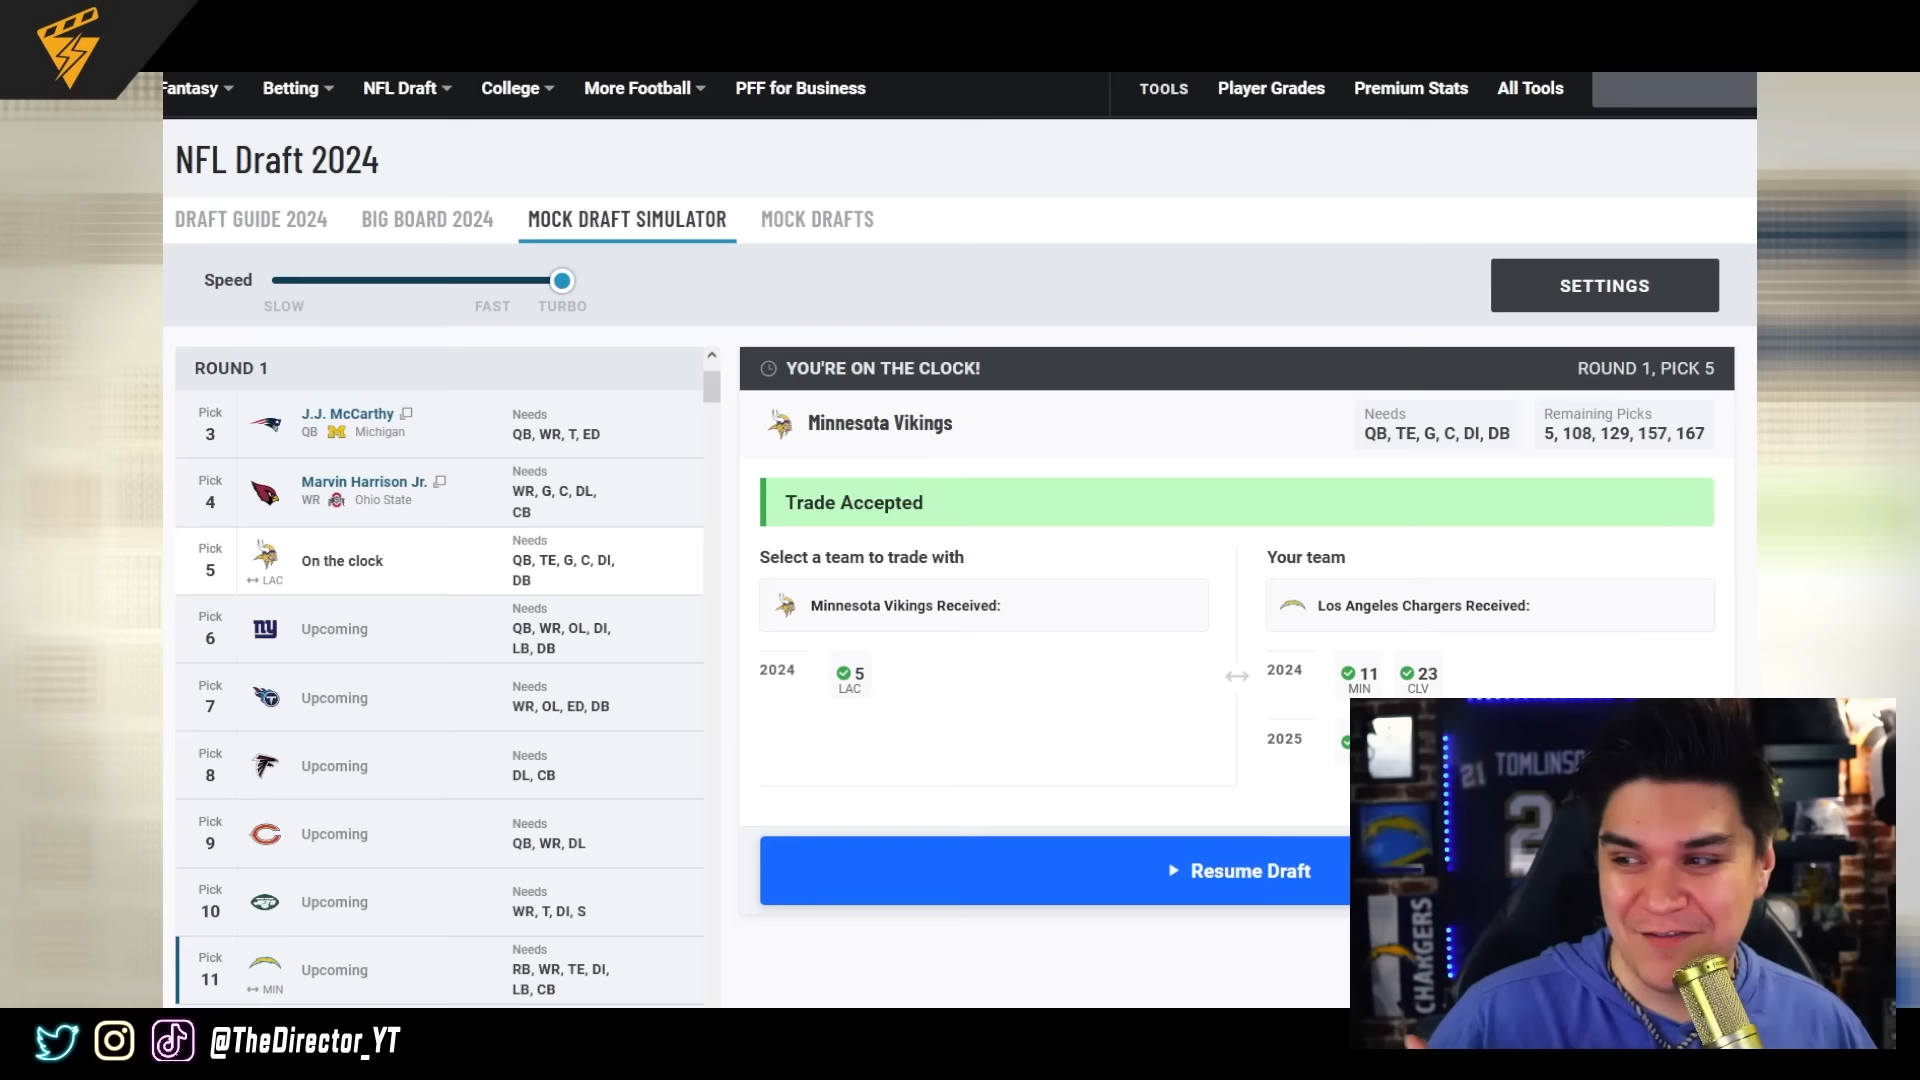 Fantasy
Betting
NFL Draft
College
More Football
PFF for Business
TOOLS
Player Grades
Premium Stats
All Tools
NFL Draft 2024
DRAFT GUIDE 2024
BIG BOARD 2024
MOCK DRAFT SIMULATOR
MOCK DRAFTS
Speed
SLOW
FAST
TURBO
SETTINGS
ROUND 1
Pick
3
J.J. McCarthy
QB M Michigan
Needs
QB, WR, T, ED
Pick
4
Marvin Harrison Jr.
WR Ohio State
Needs
WR, G, C, DL,
CB
Pick
5
LAC
On the clock
Needs
QB, TE, G, C, DI,
DB
Pick
6
ny
Upcoming
Needs
QB, WR, OL, DI,
LB, DB
Pick
7
Upcoming
Needs
WR, OL, ED, DB
Pick
8
Upcoming
Needs
DL, CB
Pick
9
Upcoming
Needs
QB, WR, DL
Pick
10
Upcoming
Needs
WR, T, DI, S
Pick
11
MIN
Upcoming
Needs
RB, WR, TE, DI,
LB, CB
YOU'RE ON THE CLOCK!
ROUND 1, PICK 5
Minnesota Vikings
Needs
QB, TE, G, C, DI, DB
Remaining Picks
5, 108, 129, 157, 167
Trade Accepted
Select a team to trade with
Minnesota Vikings Received:
2024
5
LAC
Your team
Los Angeles Chargers Received:
2024
11
MIN
23
CLV
2025
Resume Draft
21 TOMLINSO
2
CHARGERS
@TheDirector_YT